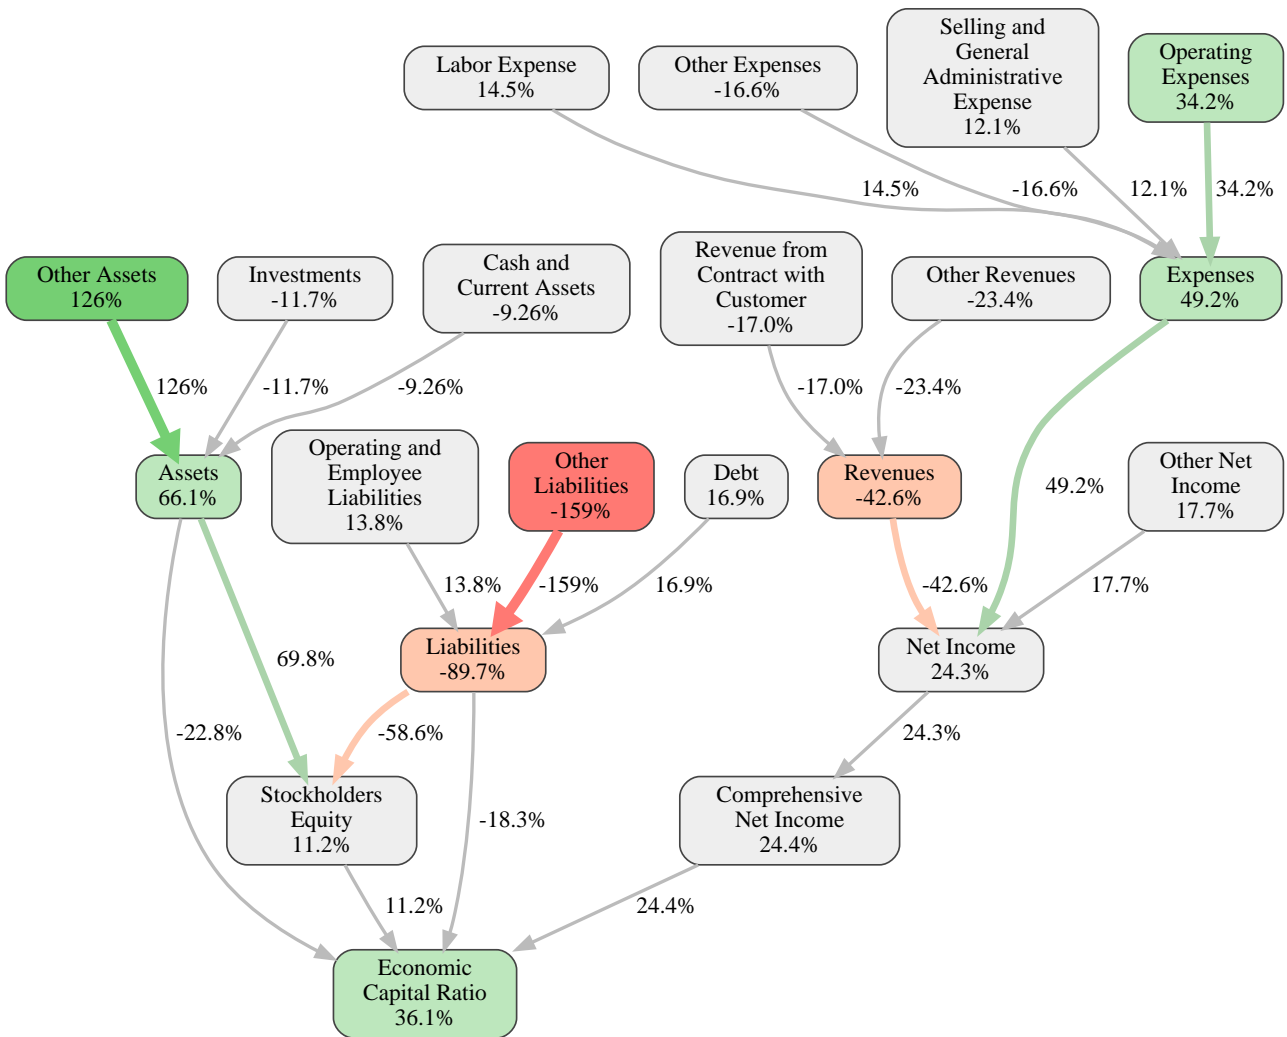 Labor Expense
14.5%
Other Expenses
-16.6%
Selling and
General
Administrative
Expense
12.1%
Operating
Expenses
34.2%
14.5%
-16.6%
12.1%
34.2%
Other Assets
126%
Investments
-11.7%
Cash and
Current Assets
-9.26%
Revenue from
Contract with
Customer
-17.0%
Other Revenues
-23.4%
Expenses
49.2%
126%
-11.7%
-9.26%
-17.0%
-23.4%
Assets
66.1%
Operating and
Employee
Liabilities
13.8%
Other
Liabilities
-159%
Debt
16.9%
Revenues
-42.6%
49.2%
Other Net
Income
17.7%
13.8%
-159%
16.9%
-42.6%
17.7%
69.8%
Liabilities
-89.7%
Net Income
24.3%
-22.8%
-58.6%
24.3%
Stockholders
Equity
11.2%
-18.3%
Comprehensive
Net Income
24.4%
11.2%
24.4%
Economic
Capital Ratio
36.1%